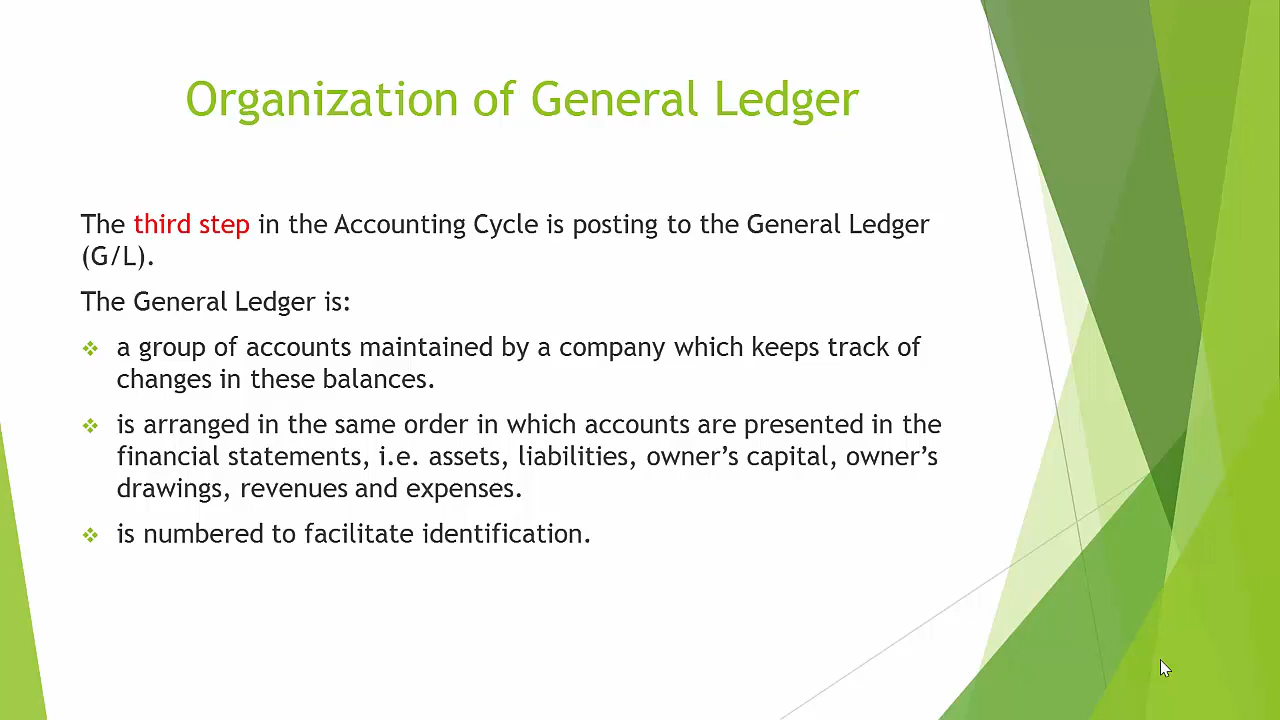 Organization of General Ledger
The third step in the Accounting Cycle is posting to the General Ledger
(G/L).
The General Ledger is:
❖ a group of accounts maintained by a company which keeps track of
changes in these balances.
❖ is arranged in the same order in which accounts are presented in the
financial statements, i.e. assets, liabilities, owner’s capital, owner’s
drawings, revenues and expenses.
❖ is numbered to facilitate identification.